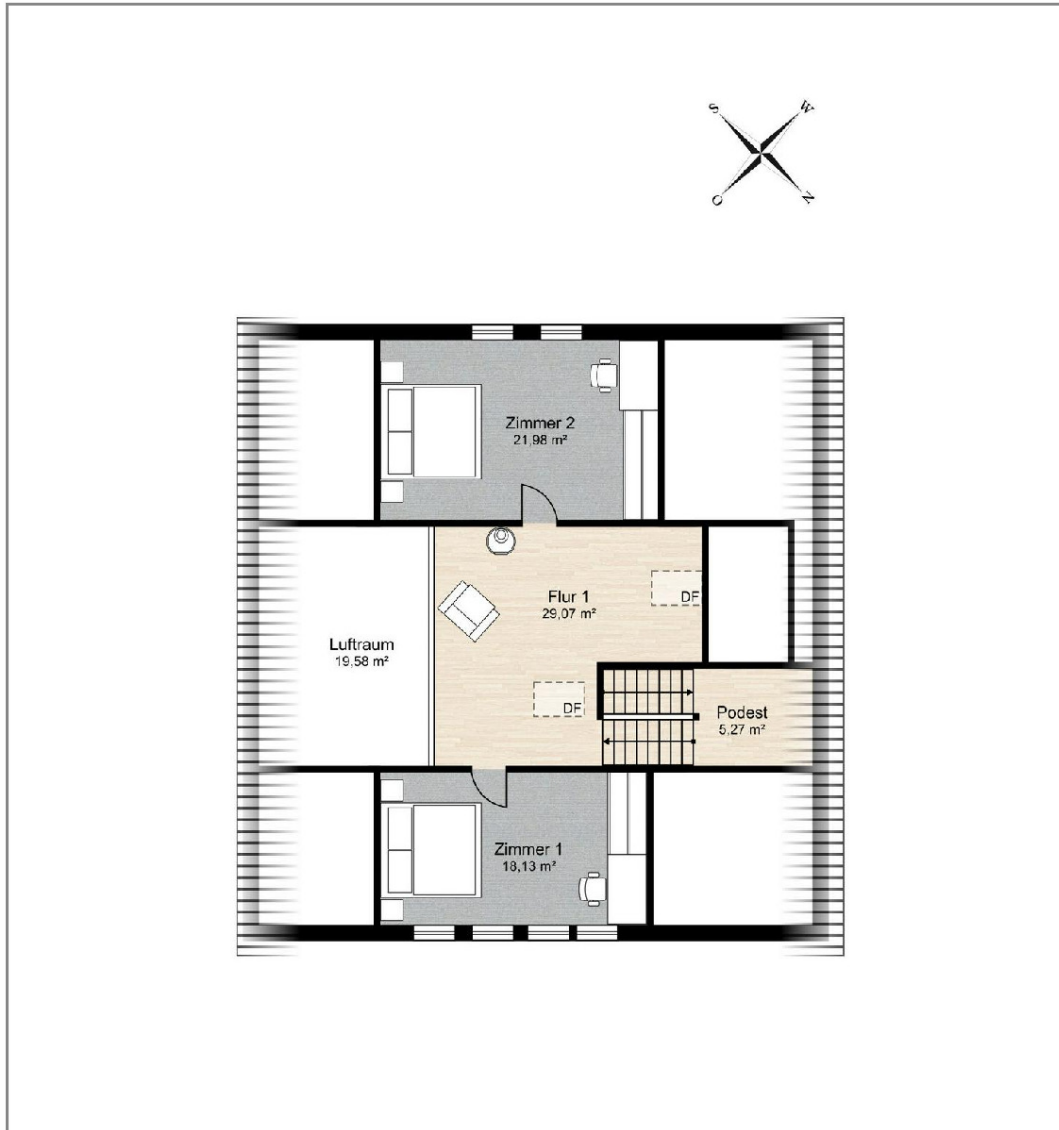 S W
O N
Zimmer 2
21,98 m²
Flur 1
29,07 m²
DF
Luftraum
19,58 m²
DF
Podest
5,27 m²
Zimmer 1
18,13 m²